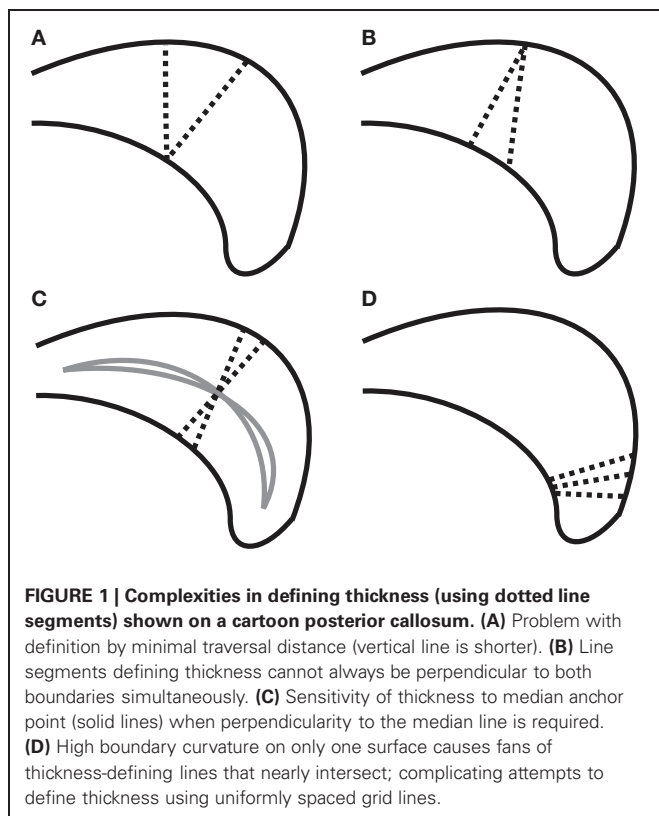 A
B
C
D
FIGURE 1 | Complexities in defining thickness (using dotted line
segments) shown on a cartoon posterior callosum. (A) Problem with
definition by minimal traversal distance (vertical line is shorter). (B) Line
segments defining thickness cannot always be perpendicular to both
boundaries simultaneously. (C) Sensitivity of thickness to median anchor
point (solid lines) when perpendicularity to the median line is required.
(D) High boundary curvature on only one surface causes fans of
thickness-defining lines that nearly intersect; complicating attempts to
define thickness using uniformly spaced grid lines.